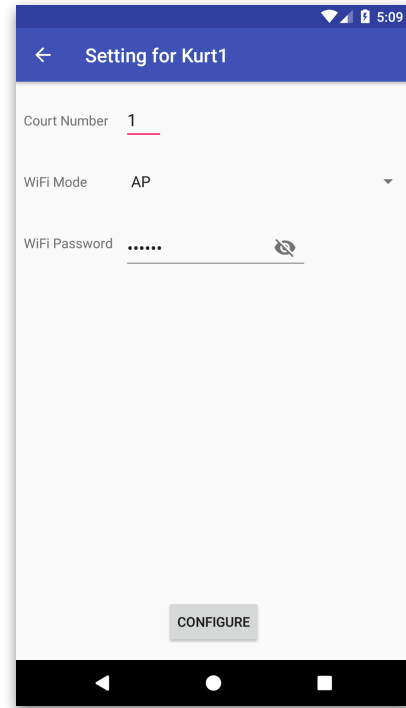 5:09
Setting for Kurt1
Court Number 1
WiFi Mode AP
WiFi Password ••••••
CONFIGURE